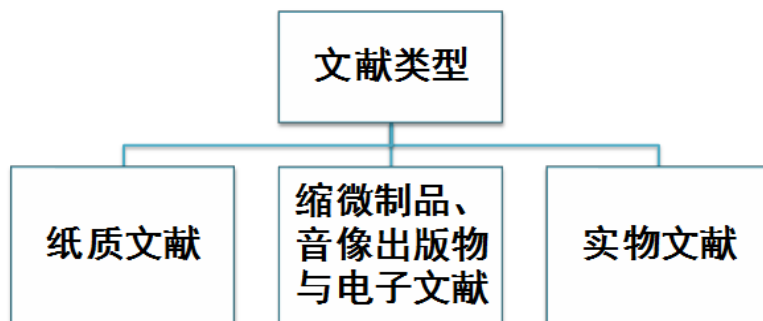 文献类型
纸质文献
缩微制品、
音像出版物
与电子文献
实物文献